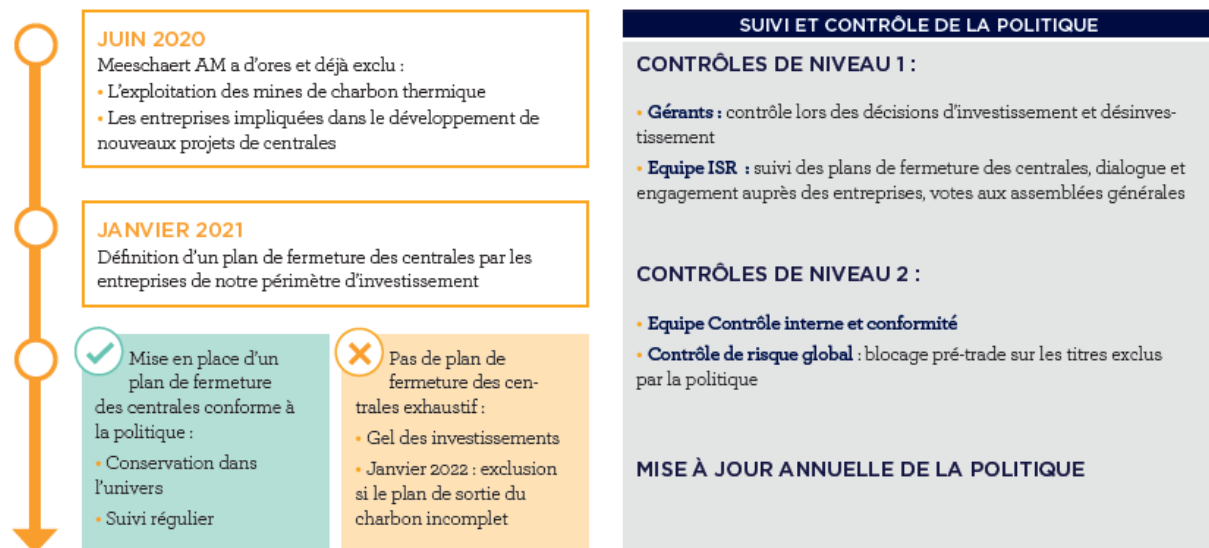 JUIN 2020
Meeschaert AM a d'ores et déjà exclu :
• L'exploitation des mines de charbon thermique
• Les entreprises impliquées dans le développement de
nouveaux projets de centrales
JANVIER 2021
Définition d'un plan de fermeture des centrales par les
entreprises de notre périmètre d'investissement
Mise en place d'un
plan de fermeture
des centrales conforme à
la politique :
• Conservation dans
l'univers
• Suivi régulier
Pas de plan de
fermeture des cen-
trales exhaustif :
• Gel des investissements
• Janvier 2022 : exclusion
si le plan de sortie du
charbon incomplet
SUIVI ET CONTRÔLE DE LA POLITIQUE
CONTRÔLES DE NIVEAU 1 :
• Gérants : contrôle lors des décisions d'investissement et désinves-
tissement
• Equipe ISR : suivi des plans de fermeture des centrales, dialogue et
engagement auprès des entreprises, votes aux assemblées générales
CONTRÔLES DE NIVEAU 2 :
• Equipe Contrôle interne et conformité
• Contrôle de risque global : blocage pré-trade sur les titres exclus
par la politique
MISE À JOUR ANNUELLE DE LA POLITIQUE